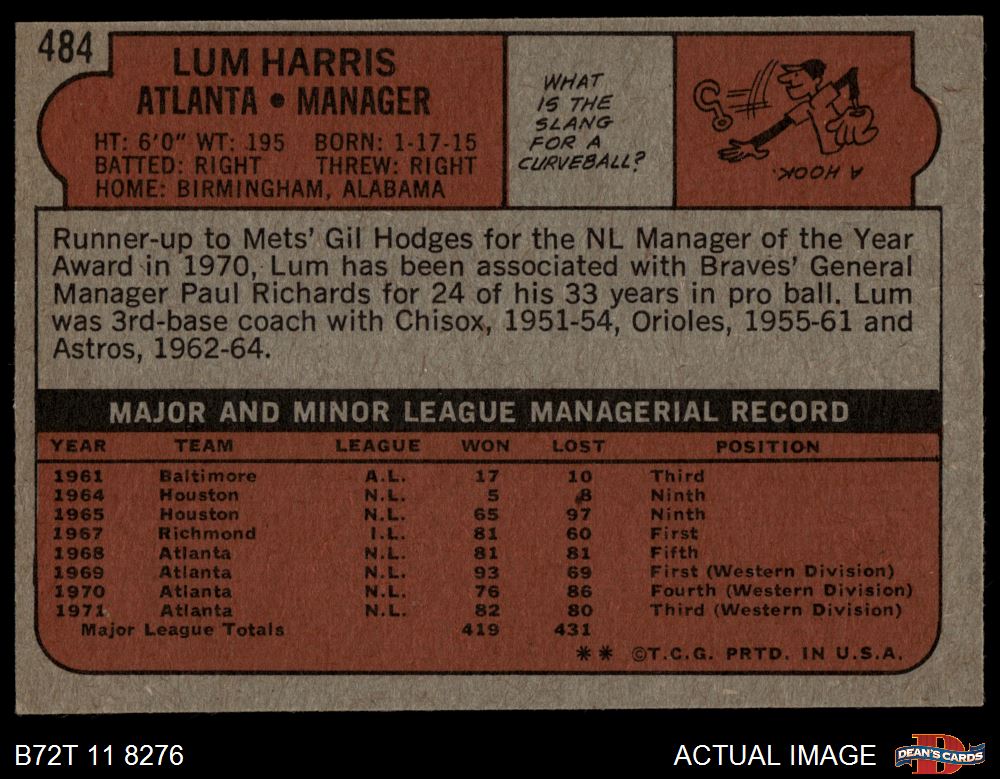 484
LUM HARRIS
ATLANTA • MANAGER
HT: 6'0" WT: 195 BORN: 1-17-15
BATTED: RIGHT THREW: RIGHT
HOME: BIRMINGHAM, ALABAMA
WHAT
IS THE
SLANG
FOR A
CURVEBALL?
A HOOK.
Runner-up to Mets' Gil Hodges for the NL Manager of the Year
Award in 1970, Lum has been associated with Braves' General
Manager Paul Richards for 24 of his 33 years in pro ball. Lum
was 3rd-base coach with Chisox, 1951-54, Orioles, 1955-61 and
Astros, 1962-64.
MAJOR AND MINOR LEAGUE MANAGERIAL RECORD
YEAR TEAM LEAGUE WON LOST POSITION
1961 Baltimore A.L. 17 10 Third
1964 Houston N.L. 5 8 Ninth
1965 Houston N.L. 65 97 Ninth
1967 Richmond I.L. 81 60 First
1968 Atlanta N.L. 81 81 Fifth
1969 Atlanta N.L. 93 69 First (Western Division)
1970 Atlanta N.L. 76 86 Fourth (Western Division)
1971 Atlanta N.L. 82 80 Third (Western Division)
Major League Totals 419 431
** ©T.C.G. PRTD. IN U.S.A.
B72T 11 8276
ACTUAL IMAGE
D
DEAN'S CARDS